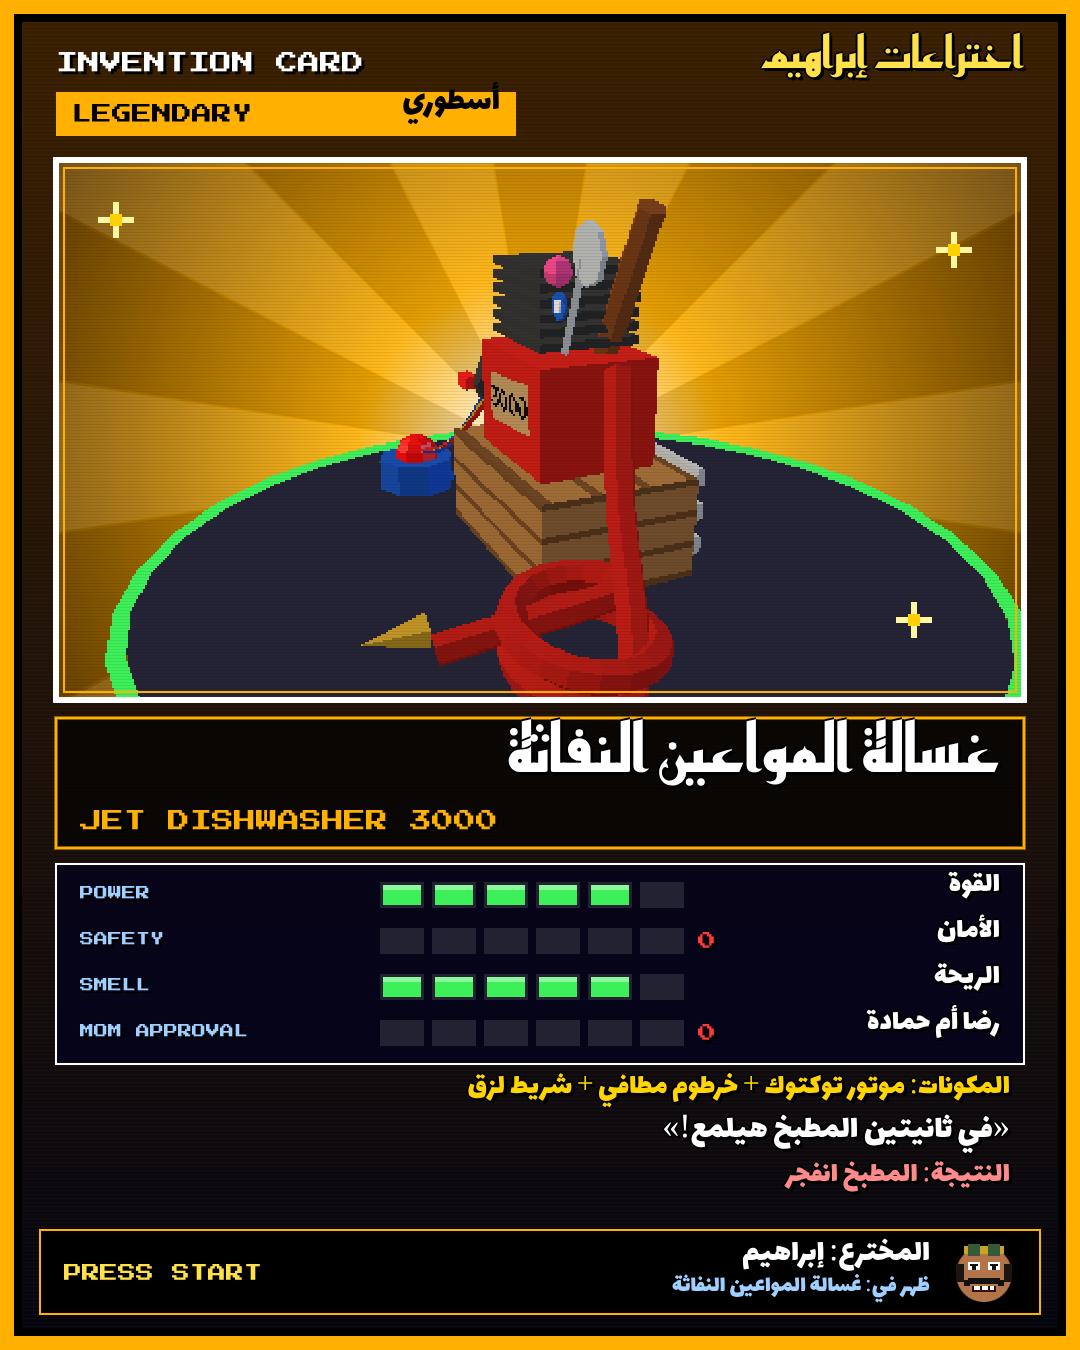 INVENTION CARD
اختراعات إبراهيم
LEGENDARY
أسطوري
3000
غسالة المواعين النفاثة
JET DISHWASHER 3000
POWER
القوة
SAFETY
0
الأمان
SMELL
الريحة
MOM APPROVAL
0
رضا أم حمادة
المكونات: موتور توكتوك + خرطوم مطافي + شريط لزق
«في ثانيتين المطبخ هيلمع!»
النتيجة: المطبخ انفجر
المخترع: إبراهيم
PRESS START
ظهر في: غسالة المواعين النفاثة